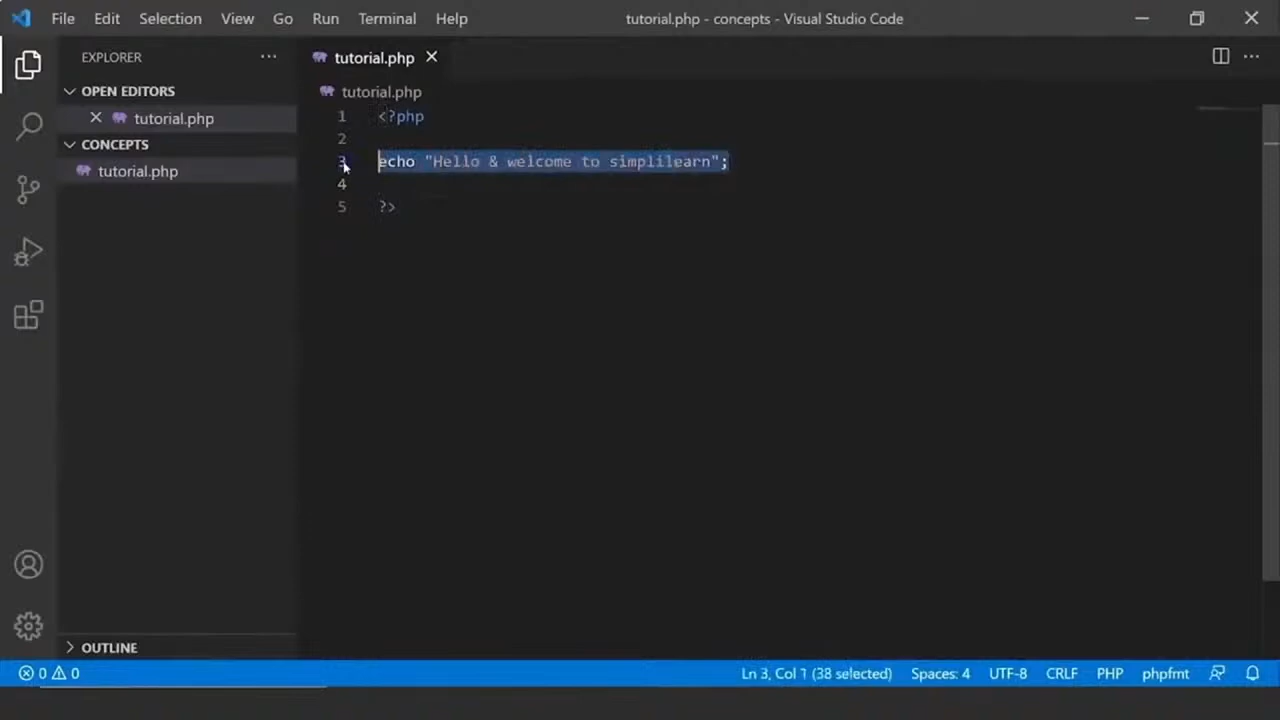 File Edit Selection View Go Run Terminal Help tutorial.php - concepts - Visual Studio Code
EXPLORER
OPEN EDITORS
tutorial.php
CONCEPTS
tutorial.php
OUTLINE
tutorial.php
tutorial.php
1 <?php
2
3 echo "Hello & welcome to simplilearn";
4
5 ?>
0 0 Ln 3, Col 1 (38 selected) Spaces: 4 UTF-8 CRLF PHP phpfmt